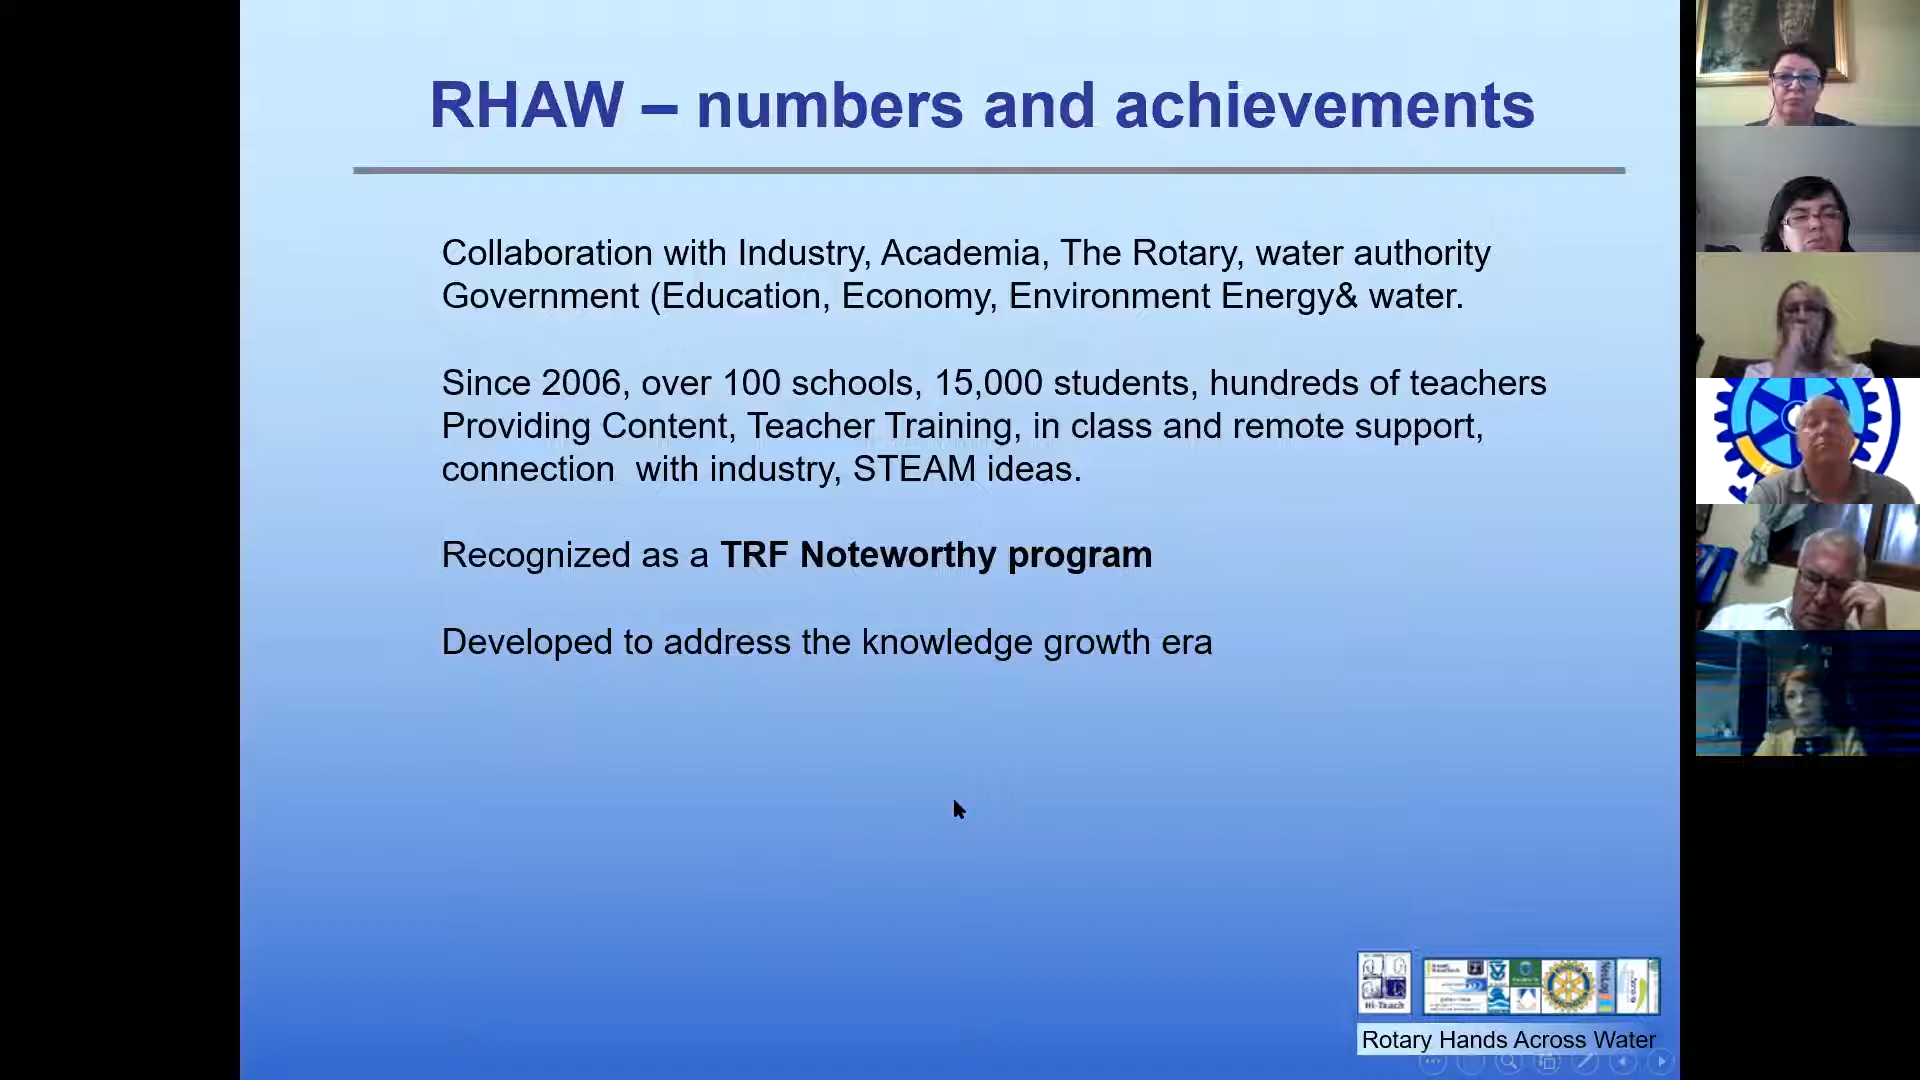 RHAW – numbers and achievements
Collaboration with Industry, Academia, The Rotary, water authority
Government (Education, Economy, Environment Energy& water.
Since 2006, over 100 schools, 15,000 students, hundreds of teachers
Providing Content, Teacher Training, in class and remote support,
connection  with industry, STEAM ideas.
Recognized as a TRF Noteworthy program
Developed to address the knowledge growth era
Hi-Teach
Rotary Hands Across Water